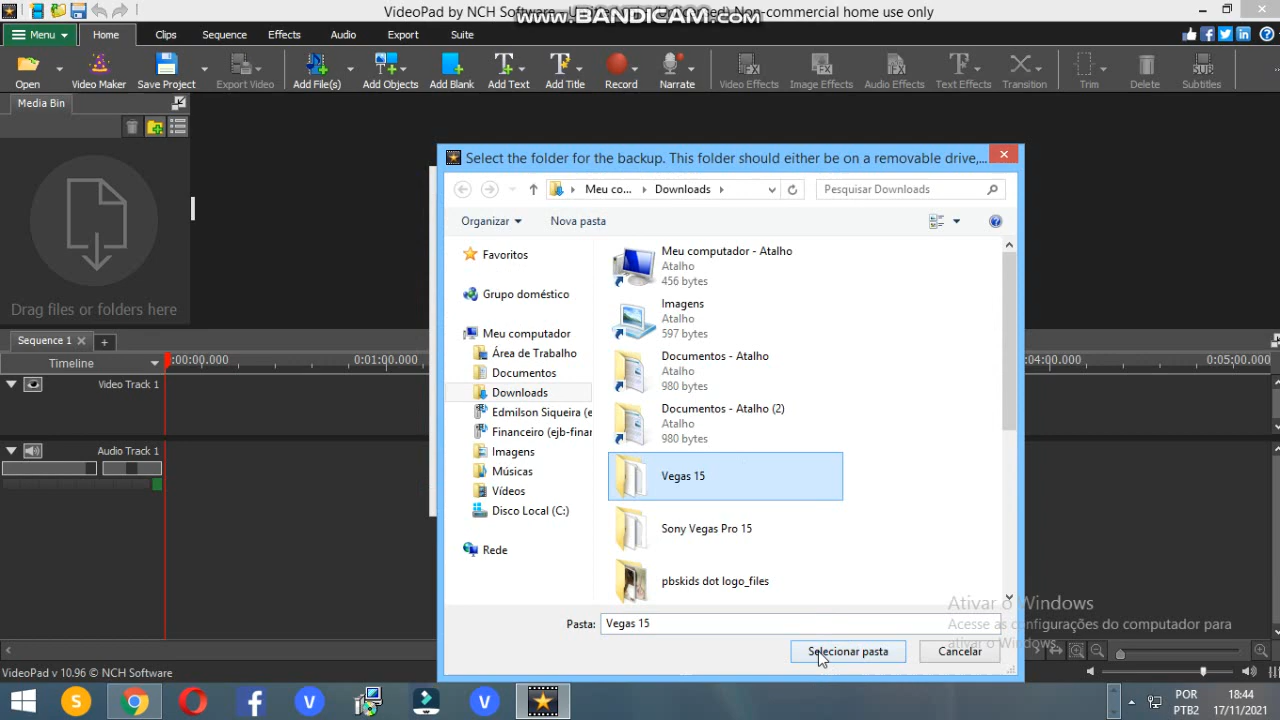 VideoPad by NCH Software - U
ed) Non-commercial home use only
www.BANDICAM.com
Menu Home Clips Sequence Effects Audio Export Suite
Open Video Maker Save Project Export Video Add File(s) Add Objects Add Blank Add Text Add Title Record Narrate Video Effects Image Effects Audio Effects Text Effects Transition Trim Delete Subtitles
Media Bin
Drag files or folders here
Select the folder for the backup. This folder should either be on a removable drive,...
Meu co... Downloads
Pesquisar Downloads
Organizar Nova pasta
Favoritos
Grupo doméstico
Meu computador
Área de Trabalho
Documentos
Downloads
Edmilson Siqueira (e
Financeiro (ejb-finar
Imagens
Músicas
Vídeos
Disco Local (C:)
Rede
Meu computador - Atalho
Atalho
456 bytes
Imagens
Atalho
597 bytes
Documentos - Atalho
Atalho
980 bytes
Documentos - Atalho (2)
Atalho
980 bytes
Vegas 15
Sony Vegas Pro 15
pbskids dot logo_files
Pasta: Vegas 15
Selecionar pasta Cancelar
Sequence 1
Timeline
:00:00.000 0:01:00.000 :04:00.000 0:05:00.000
Video Track 1
Audio Track 1
Ativar o Windows
Acesse as configurações do computador para
ativar o Windows.
VideoPad v 10.96 © NCH Software
POR
PTB2
18:44
17/11/2021